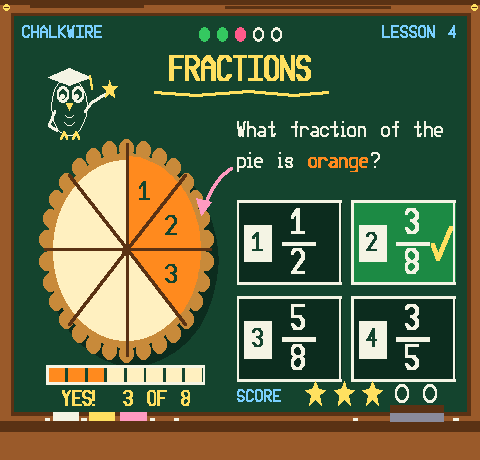 CHALKWIRE
LESSON 4
FRACTIONS
What fraction of the
pie is orange?
1
2
3
1 1/2
2 3/8 ✓
3 5/8
4 3/5
YES! 3 OF 8
SCORE